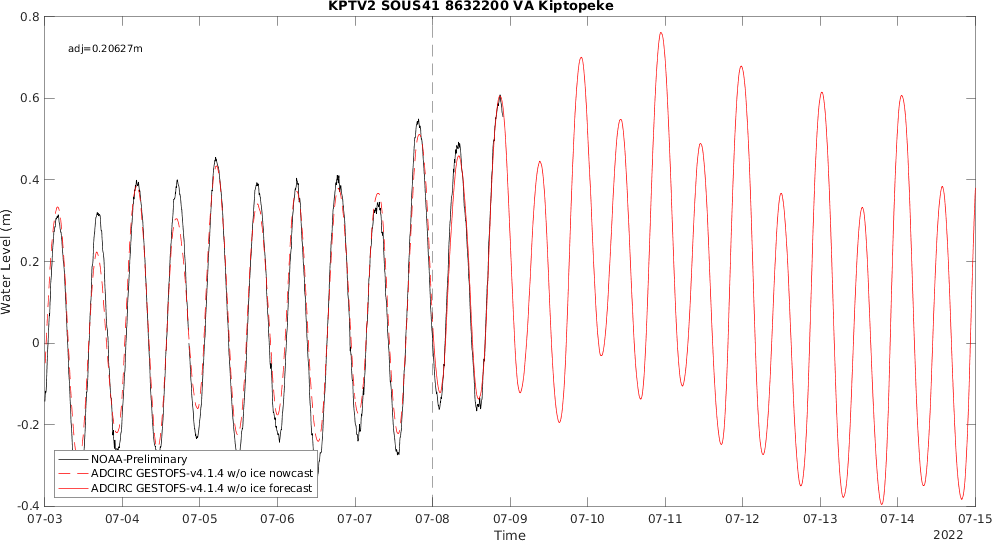 KPTV2 SOUS41 8632200 VA Kiptopeke
adj=0.20627m
0.8
0.6
0.4
0.2
0
-0.2
-0.4
Water Level (m)
NOAA-Preliminary
ADCIRC GESTOFS-v4.1.4 w/o ice nowcast
ADCIRC GESTOFS-v4.1.4 w/o ice forecast
07-03 07-04 07-05 07-06 07-07 07-08 07-09 07-10 07-11 07-12 07-13 07-14 07-15
Time
2022